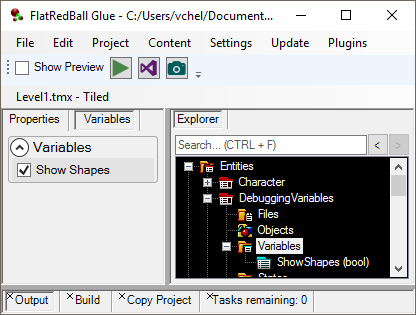 FlatRedBall Glue - C:/Users/vchel/Document...
File Edit Project Content Settings Update Plugins
Show Preview
Level1.tmx - Tiled
Properties Variables Explorer
Variables
Show Shapes
Search... (CTRL + F) < >
Entities
Character
DebuggingVariables
Files
Objects
Variables
ShowShapes (bool)
States
Output Build Copy Project Tasks remaining: 0